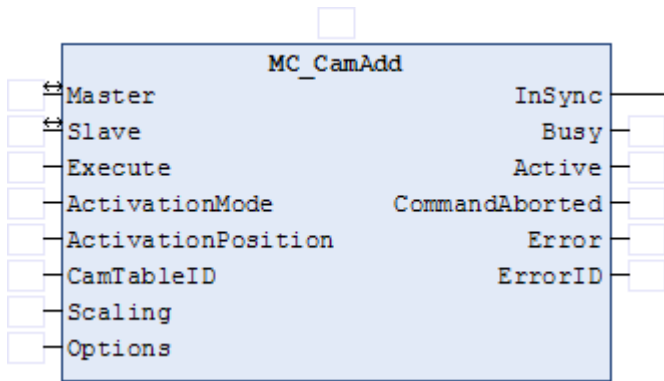 MC_CamAdd
Master InSync
Slave Busy
Execute Active
ActivationMode CommandAborted
ActivationPosition Error
CamTableID ErrorID
Scaling
Options